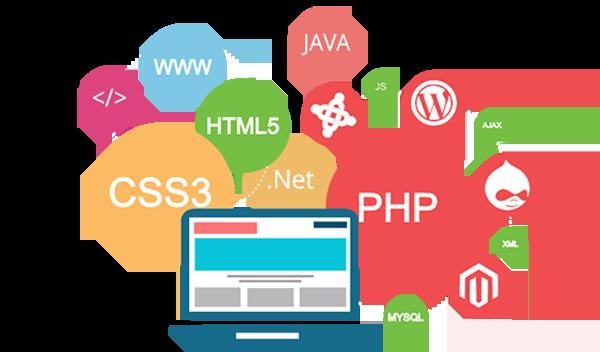 JAVA
WWW
</>
JS
HTML5
AJAX
.Net
CSS3
PHP
XML
MYSQL